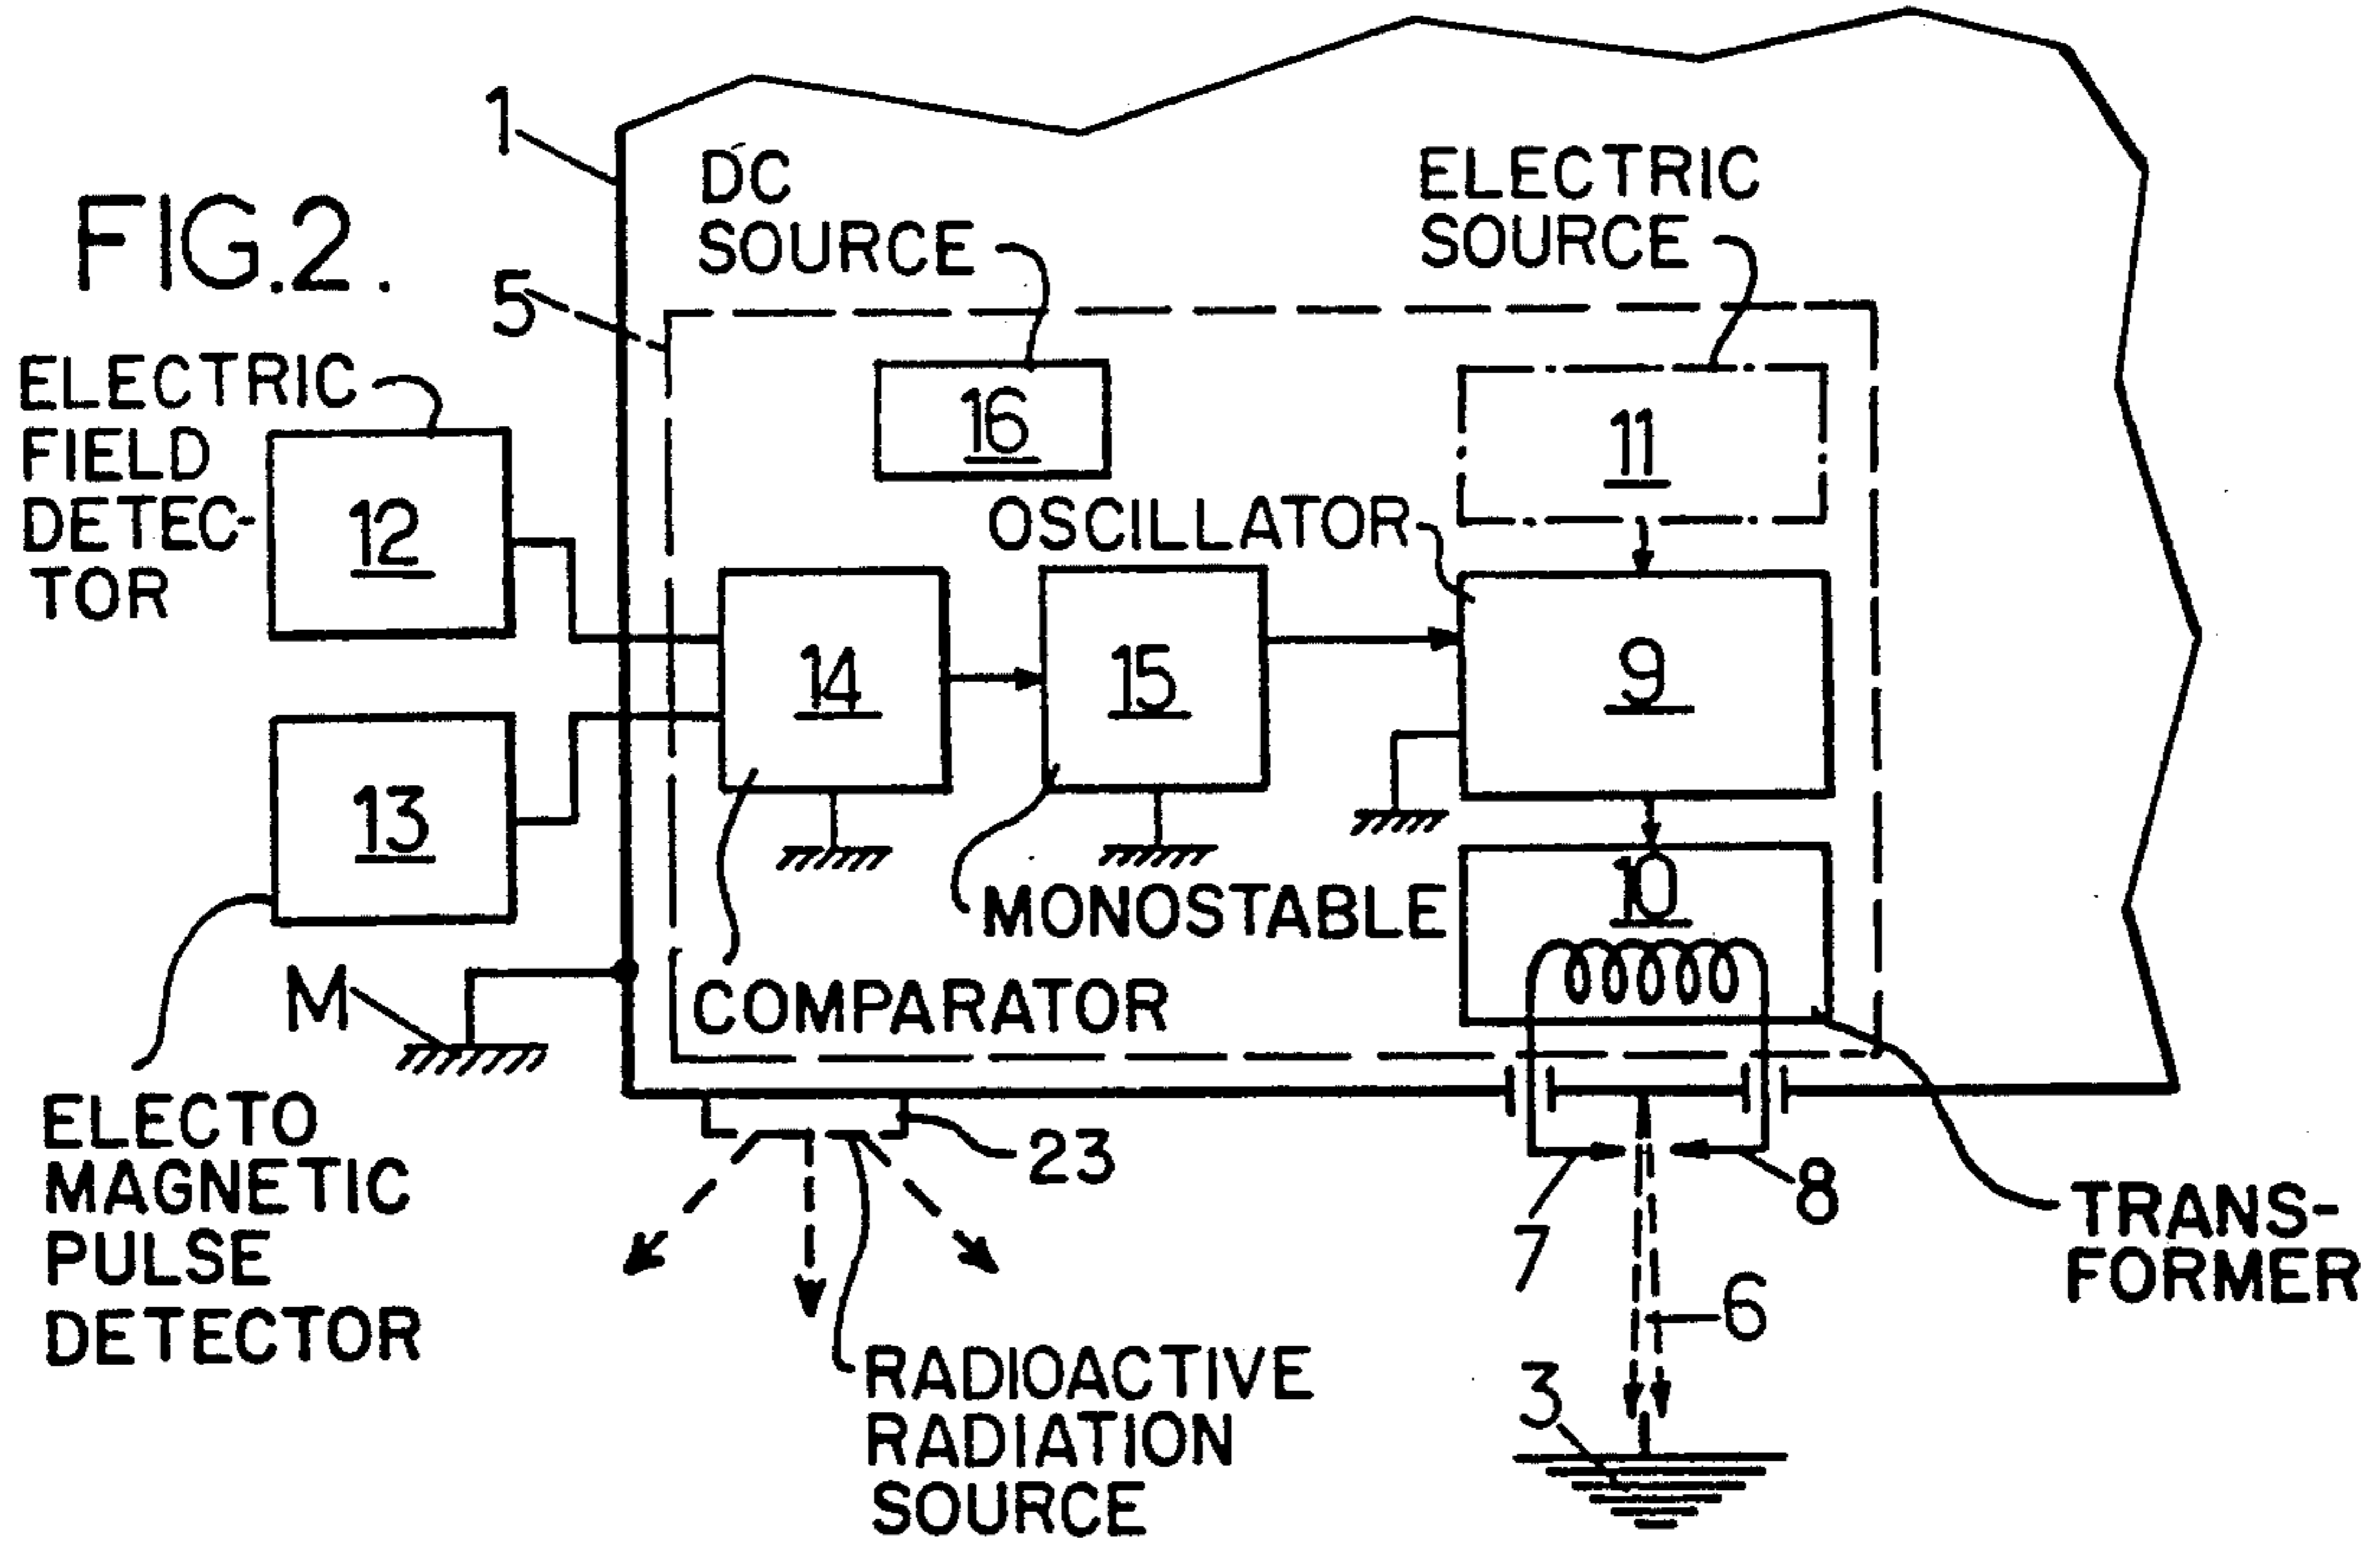 1
DC
SOURCE
ELECTRIC
SOURCE
FIG.2.
5
ELECTRIC
FIELD
DETEC-
TOR
16
11
12
OSCILLATOR
14
15
9
13
10
MONOSTABLE
M
COMPARATOR
ELECTO
MAGNETIC
PULSE
DETECTOR
23
8
7
TRANS-
FORMER
6
RADIOACTIVE
RADIATION
SOURCE
3